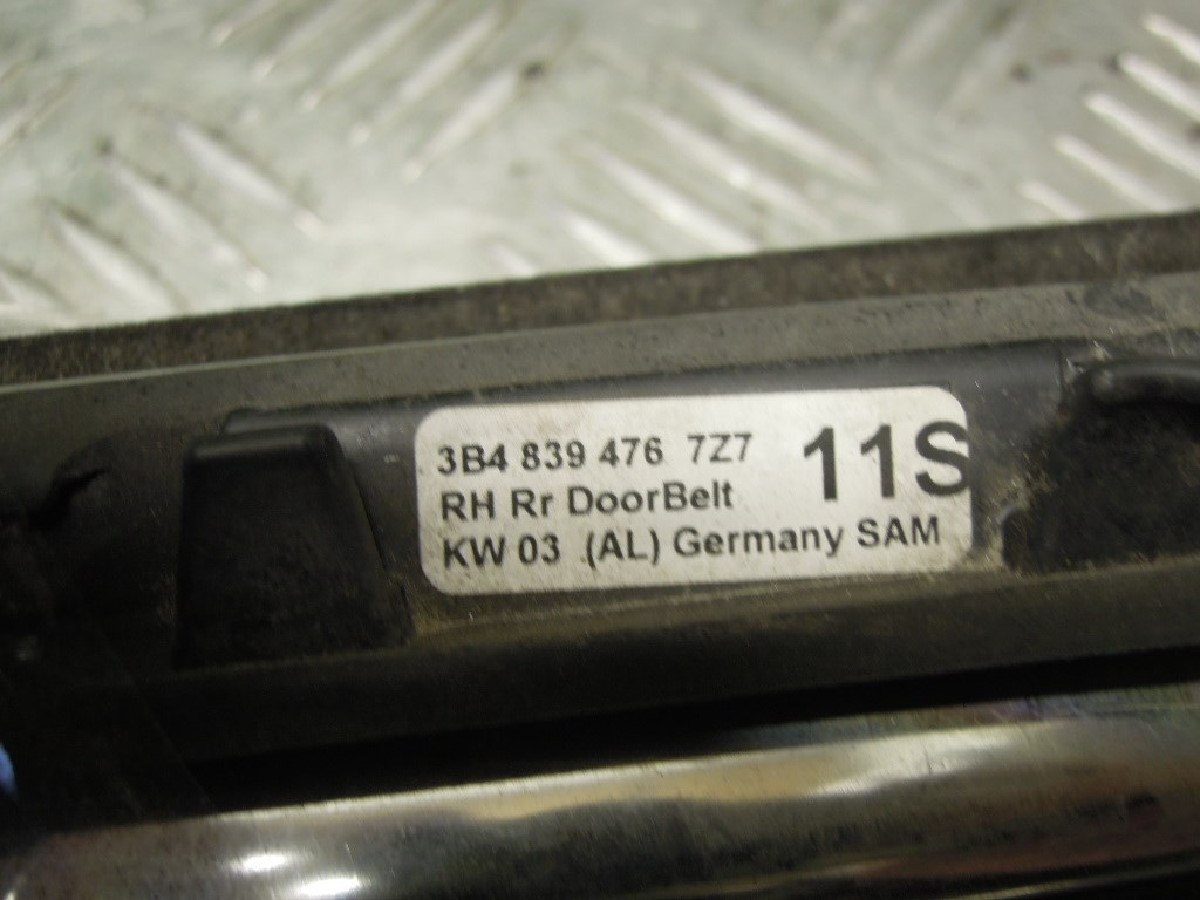 3B4 839 476 7Z7 11S
RH Rr DoorBelt
KW 03 (AL) Germany SAM